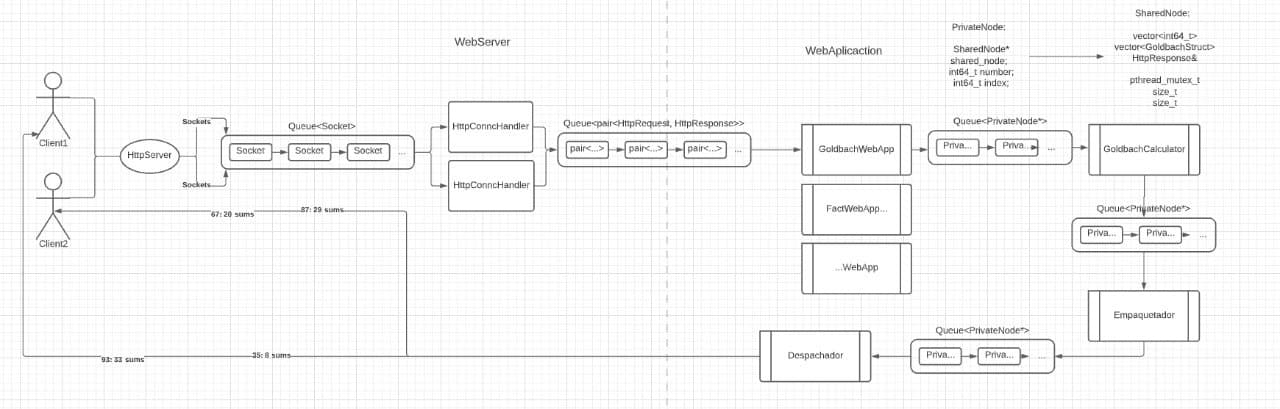 WebServer
WebAplicaction
PrivateNode:
SharedNode*
shared_node;
int64_t number;
int64_t index;
SharedNode:
vector<int64_t>
vector<GoldbachStruct>
HttpResponse&
pthread_mutex_t
size_t
size_t
Client1
Client2
HttpServer
Sockets
Sockets
Queue<Socket>
Socket
Socket
Socket
...
HttpConncHandler
HttpConncHandler
Queue<pair<HttpRequest, HttpResponse>>
pair<...>
pair<...>
pair<...>
...
GoldbachWebApp
FactWebApp...
...WebApp
Queue<PrivateNode*>
Priva...
Priva...
...
GoldbachCalculator
Queue<PrivateNode*>
Priva...
Priva...
...
Empaquetador
Queue<PrivateNode*>
Priva...
Priva...
...
Despachador
67: 20 sums
87: 29 sums
93: 33 sums
35: 8 sums